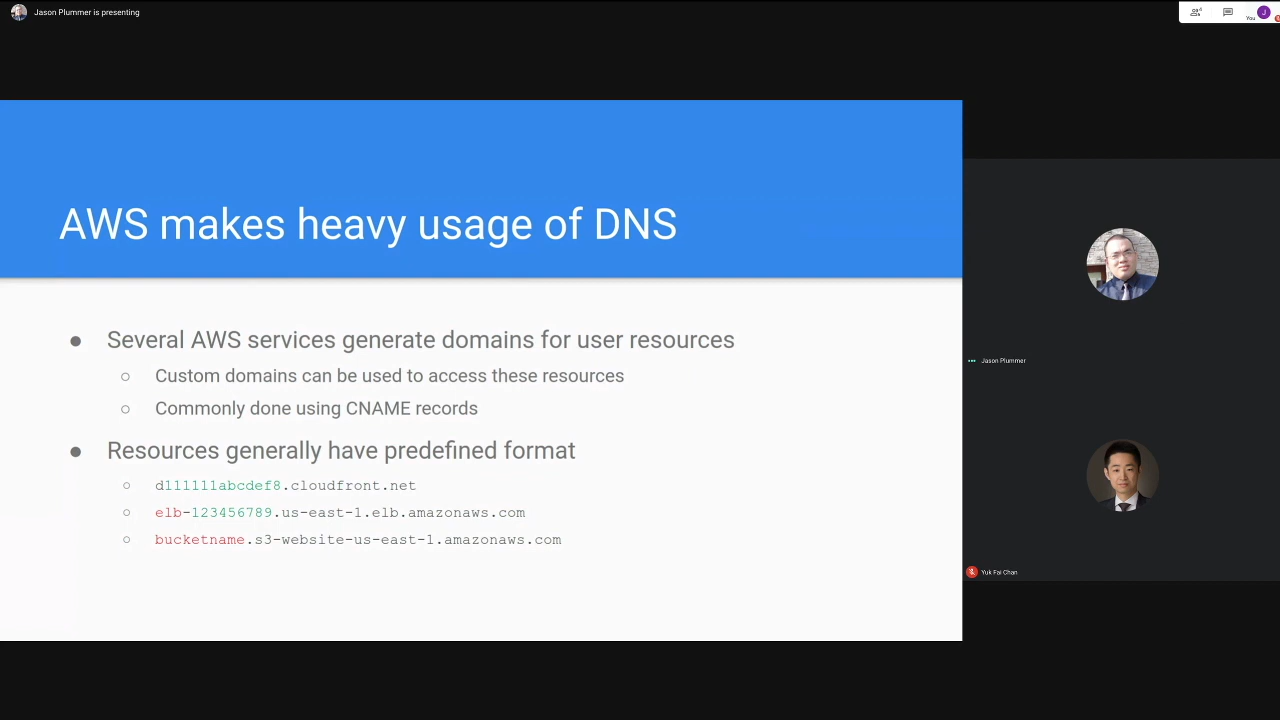 Jason Plummer is presenting
4
You
J
AWS makes heavy usage of DNS
● Several AWS services generate domains for user resources
○ Custom domains can be used to access these resources
○ Commonly done using CNAME records
● Resources generally have predefined format
○ d111111abcdef8.cloudfront.net
○ elb-123456789.us-east-1.elb.amazonaws.com
○ bucketname.s3-website-us-east-1.amazonaws.com
Jason Plummer
Yuk Fai Chan